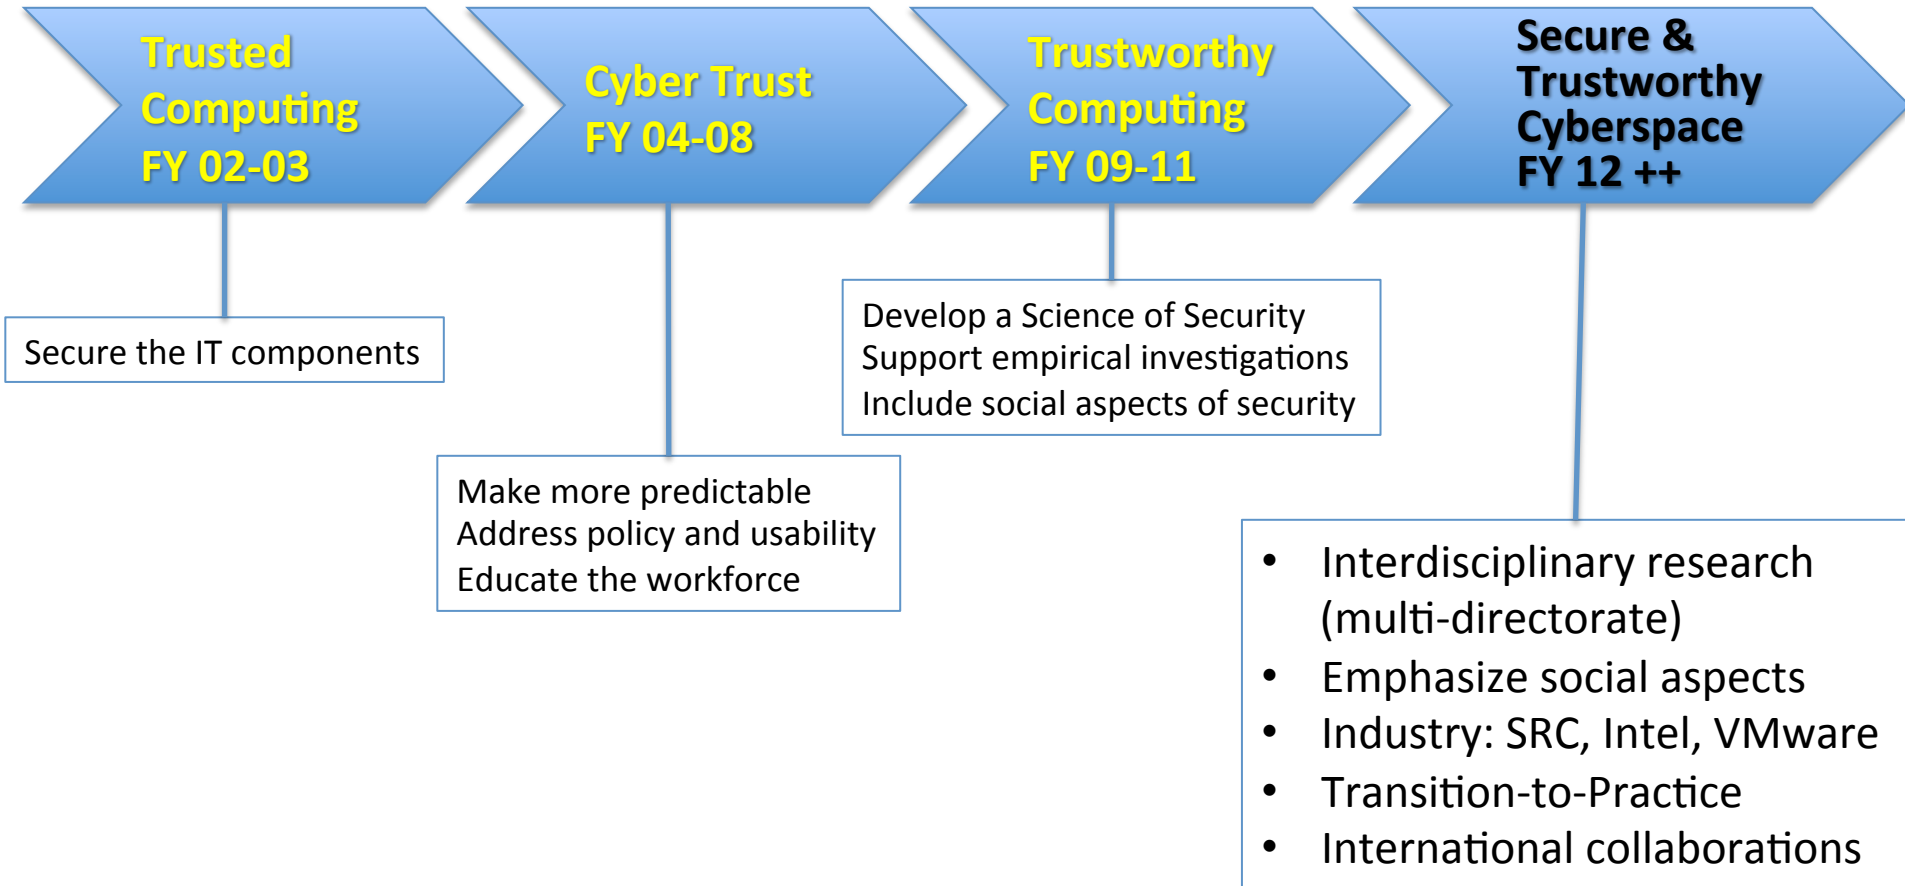 Trusted
Computing
FY 02-03
Cyber Trust
FY 04-08
Trustworthy
Computing
FY 09-11
Secure &
Trustworthy
Cyberspace
FY 12 ++
Secure the IT components
Make more predictable
Address policy and usability
Educate the workforce
Develop a Science of Security
Support empirical investigations
Include social aspects of security
• Interdisciplinary research
(multi-directorate)
• Emphasize social aspects
• Industry: SRC, Intel, VMware
• Transition-to-Practice
• International collaborations